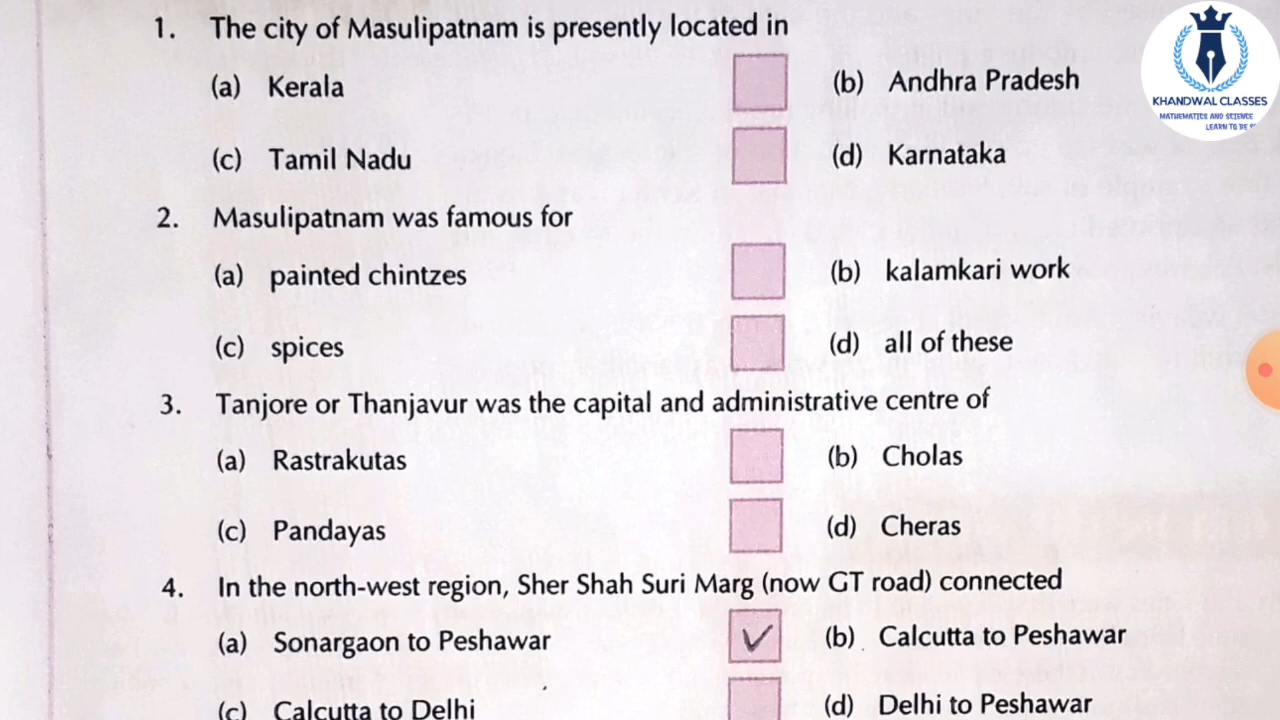 1. The city of Masulipatnam is presently located in
(a) Kerala (b) Andhra Pradesh
(c) Tamil Nadu (d) Karnataka
2. Masulipatnam was famous for
(a) painted chintzes (b) kalamkari work
(c) spices (d) all of these
3. Tanjore or Thanjavur was the capital and administrative centre of
(a) Rastrakutas (b) Cholas
(c) Pandayas (d) Cheras
4. In the north-west region, Sher Shah Suri Marg (now GT road) connected
(a) Sonargaon to Peshawar ✓ (b) Calcutta to Peshawar
(c) Calcutta to Delhi (d) Delhi to Peshawar
KHANDWAL CLASSES
MATHEMATICS AND SCIENCE
LEARN TO BE